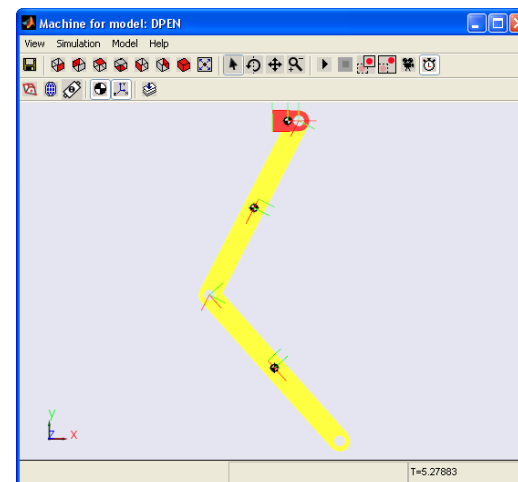 Machine for model: DPEN
View Simulation Model Help
y
z x
T=5.27883